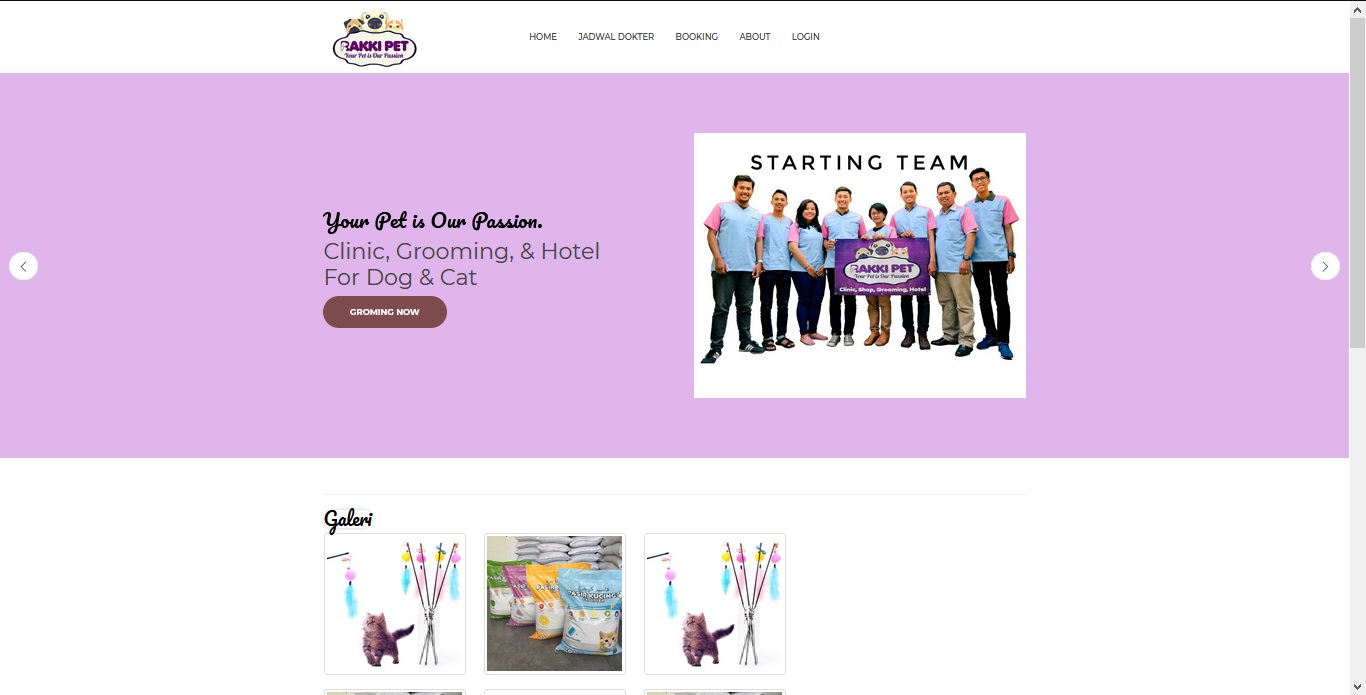 RAKKI PET
Your Pet is Our Passion
HOME
JADWAL DOKTER
BOOKING
ABOUT
LOGIN
Your Pet is Our Passion.
Clinic, Grooming, & Hotel
For Dog & Cat
GROMING NOW
STARTING TEAM
RAKKI PET
Your Pet is Our Passion
Clinic, Shop, Grooming, Hotel
Galeri
PASIR KUCING